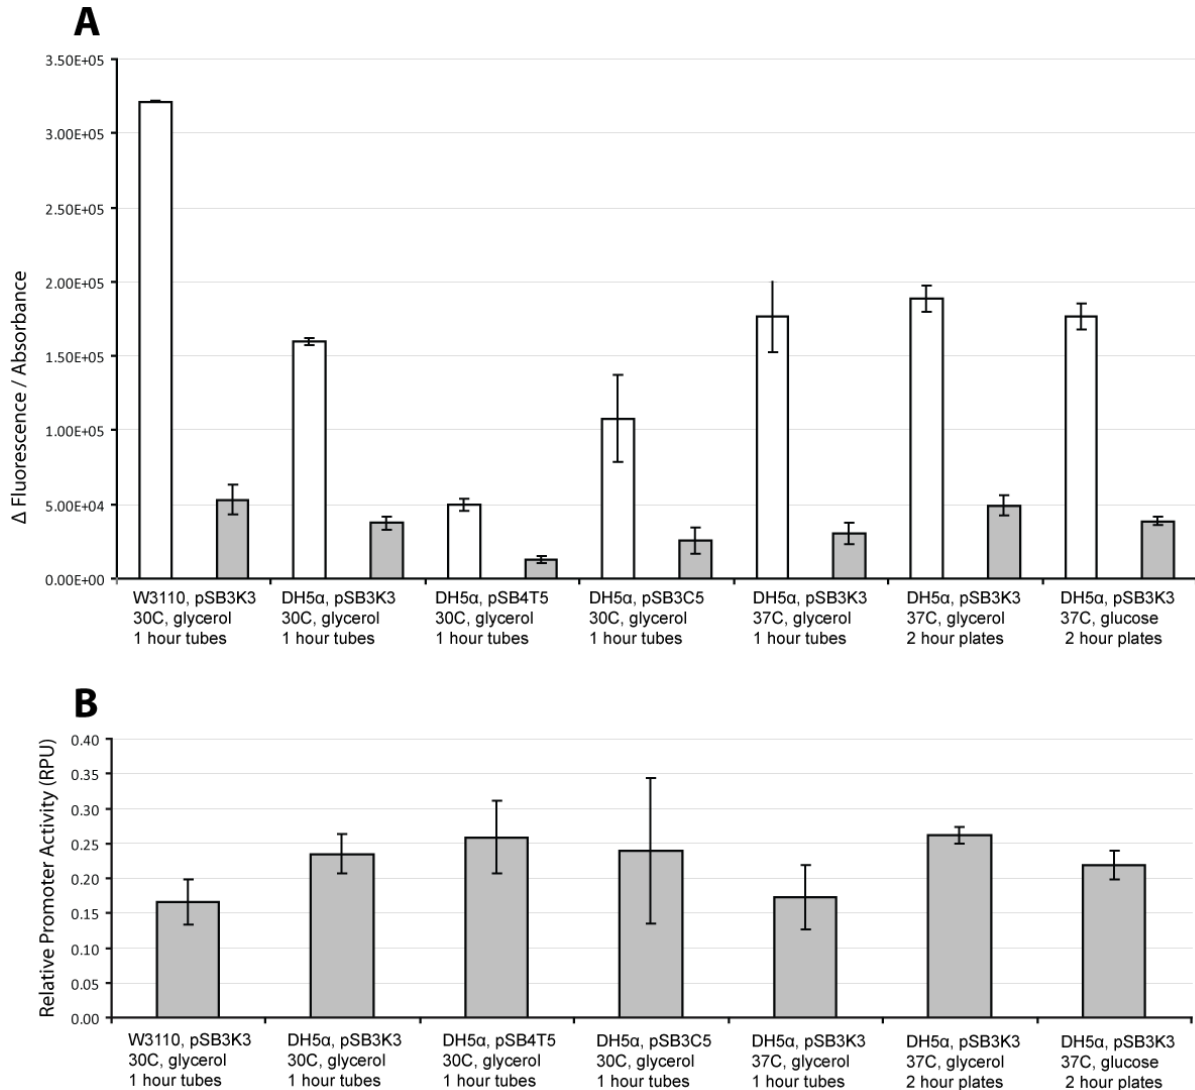 A
Δ Fluorescence / Absorbance
3.50E+05
3.00E+05
2.50E+05
2.00E+05
1.50E+05
1.00E+05
5.00E+04
0.00E+00
W3110, pSB3K3
30C, glycerol
1 hour tubes
DH5α, pSB3K3
30C, glycerol
1 hour tubes
DH5α, pSB4T5
30C, glycerol
1 hour tubes
DH5α, pSB3C5
30C, glycerol
1 hour tubes
DH5α, pSB3K3
37C, glycerol
1 hour tubes
DH5α, pSB3K3
37C, glycerol
2 hour plates
DH5α, pSB3K3
37C, glucose
2 hour plates
B
Relative Promoter Activity (RPU)
0.40
0.35
0.30
0.25
0.20
0.15
0.10
0.05
0.00
W3110, pSB3K3
30C, glycerol
1 hour tubes
DH5α, pSB3K3
30C, glycerol
1 hour tubes
DH5α, pSB4T5
30C, glycerol
1 hour tubes
DH5α, pSB3C5
30C, glycerol
1 hour tubes
DH5α, pSB3K3
37C, glycerol
1 hour tubes
DH5α, pSB3K3
37C, glycerol
2 hour plates
DH5α, pSB3K3
37C, glucose
2 hour plates